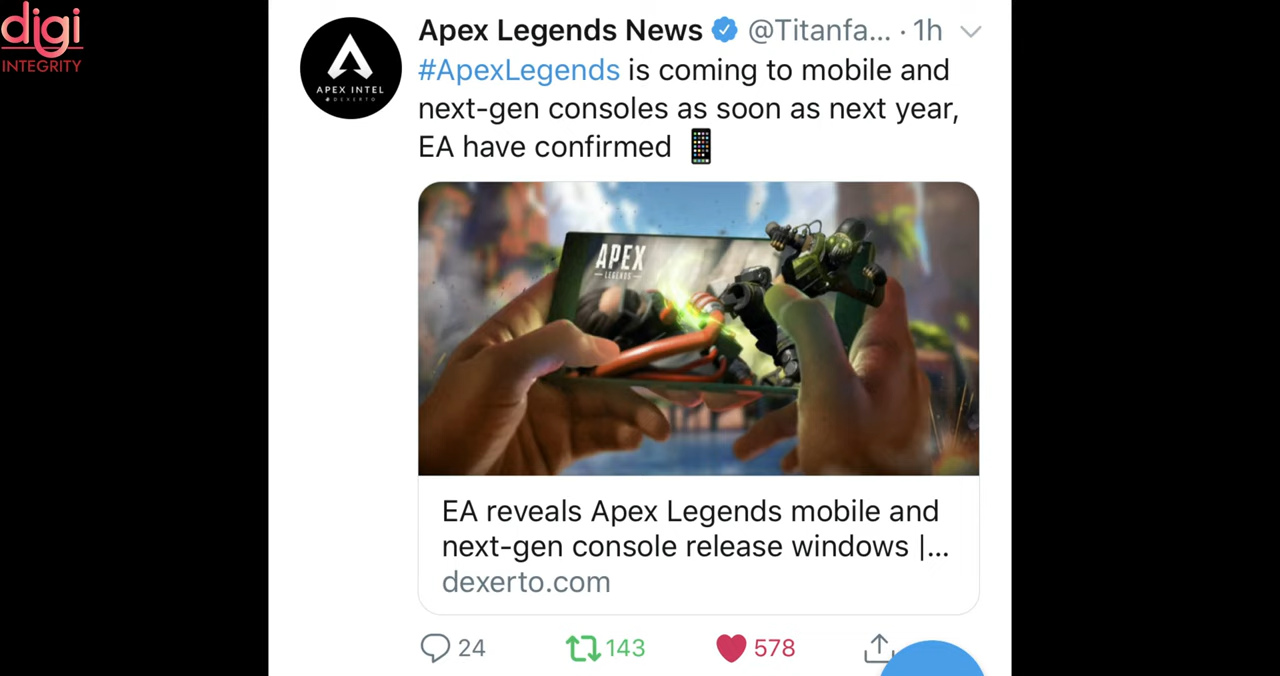 digi
INTEGRITY
Apex Legends News @Titanfa... · 1h
#ApexLegends is coming to mobile and
next-gen consoles as soon as next year,
EA have confirmed 📱
APEX INTEL
@DEXERTO
APEX
LEGENDS
EA reveals Apex Legends mobile and
next-gen console release windows |...
dexerto.com
24 143 578